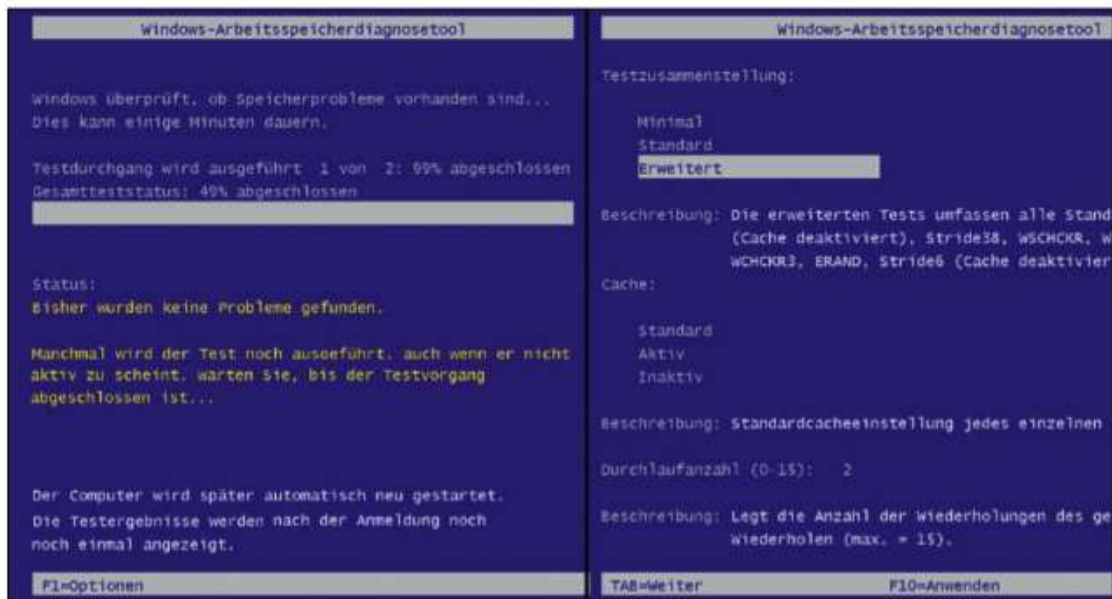 Windows-Arbeitsspeicherdiagnosetool
Windows überprüft, ob Speicherprobleme vorhanden sind...
Dies kann einige Minuten dauern.
Testdurchgang wird ausgeführt 1 von 2: 99% abgeschlossen
Gesamtteststatus: 49% abgeschlossen
Status:
Bisher wurden keine Probleme gefunden.
Manchmal wird der Test noch ausgeführt, auch wenn er nicht
aktiv zu scheint. Warten Sie, bis der Testvorgang
abgeschlossen ist...
Der Computer wird später automatisch neu gestartet.
Die Testergebnisse werden nach der Anmeldung noch
noch einmal angezeigt.
F1=Optionen
Windows-Arbeitsspeicherdiagnosetool
Testzusammenstellung:
Minimal
Standard
Erweitert
Beschreibung: Die erweiterten Tests umfassen alle Stand
(Cache deaktiviert), Stride38, WSCHCKR, W
WCHCKR3, ERAND, Stride6 (Cache deaktivier
Cache:
Standard
Aktiv
Inaktiv
Beschreibung: Standardcacheeinstellung jedes einzelnen
Durchlaufanzahl (0-15): 2
Beschreibung: Legt die Anzahl der Wiederholungen des ge
Wiederholen (max. = 15).
TAB=Weiter F10=Anwenden